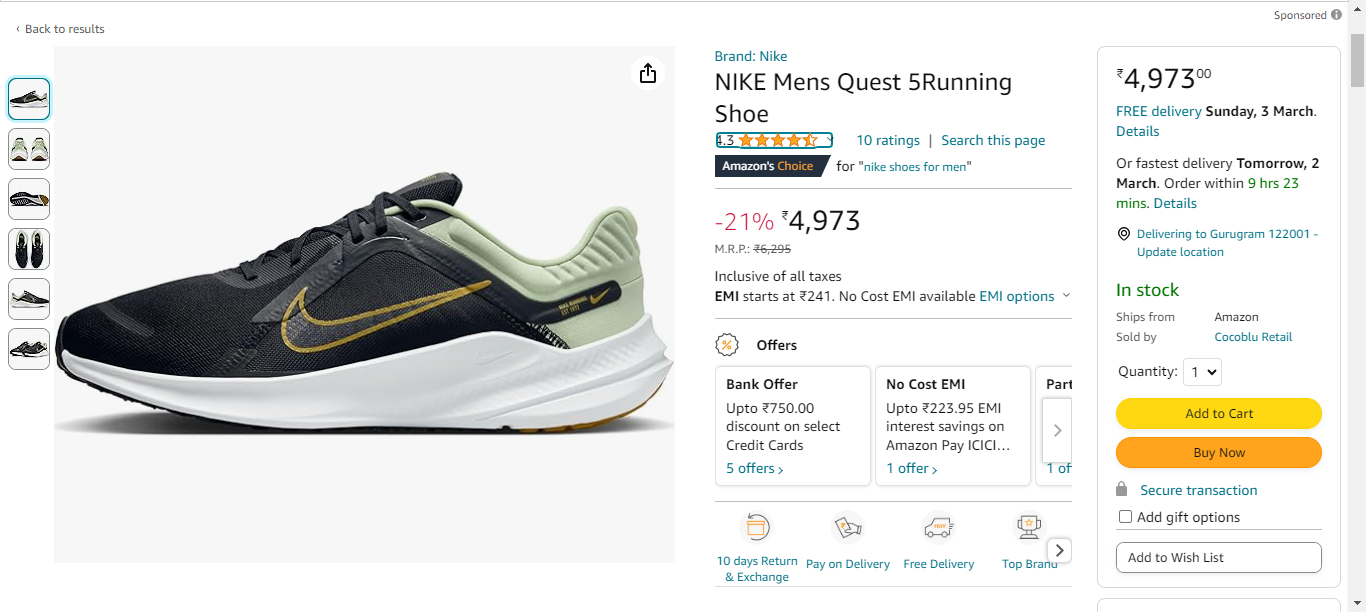 Sponsored
‹ Back to results
Brand: Nike
NIKE Mens Quest 5Running
Shoe
4.3
10 ratings | Search this page
Amazon's Choice for "nike shoes for men"
-21% ₹4,973
M.R.P.: ₹6,295
Inclusive of all taxes
EMI starts at ₹241. No Cost EMI available EMI options
Offers
Bank Offer
Upto ₹750.00
discount on select
Credit Cards
5 offers ›
No Cost EMI
Upto ₹223.95 EMI
interest savings on
Amazon Pay ICICI…
1 offer ›
Part
1 of
10 days Return
& Exchange
Pay on Delivery
Free Delivery
Top Brand
₹4,97300
FREE delivery Sunday, 3 March.
Details
Or fastest delivery Tomorrow, 2
March. Order within 9 hrs 23
mins. Details
Delivering to Gurugram 122001 -
Update location
In stock
Ships from Amazon
Sold by Cocoblu Retail
Quantity: 1
Add to Cart
Buy Now
Secure transaction
Add gift options
Add to Wish List
NIKE RUNNING
EST 1972
FREE